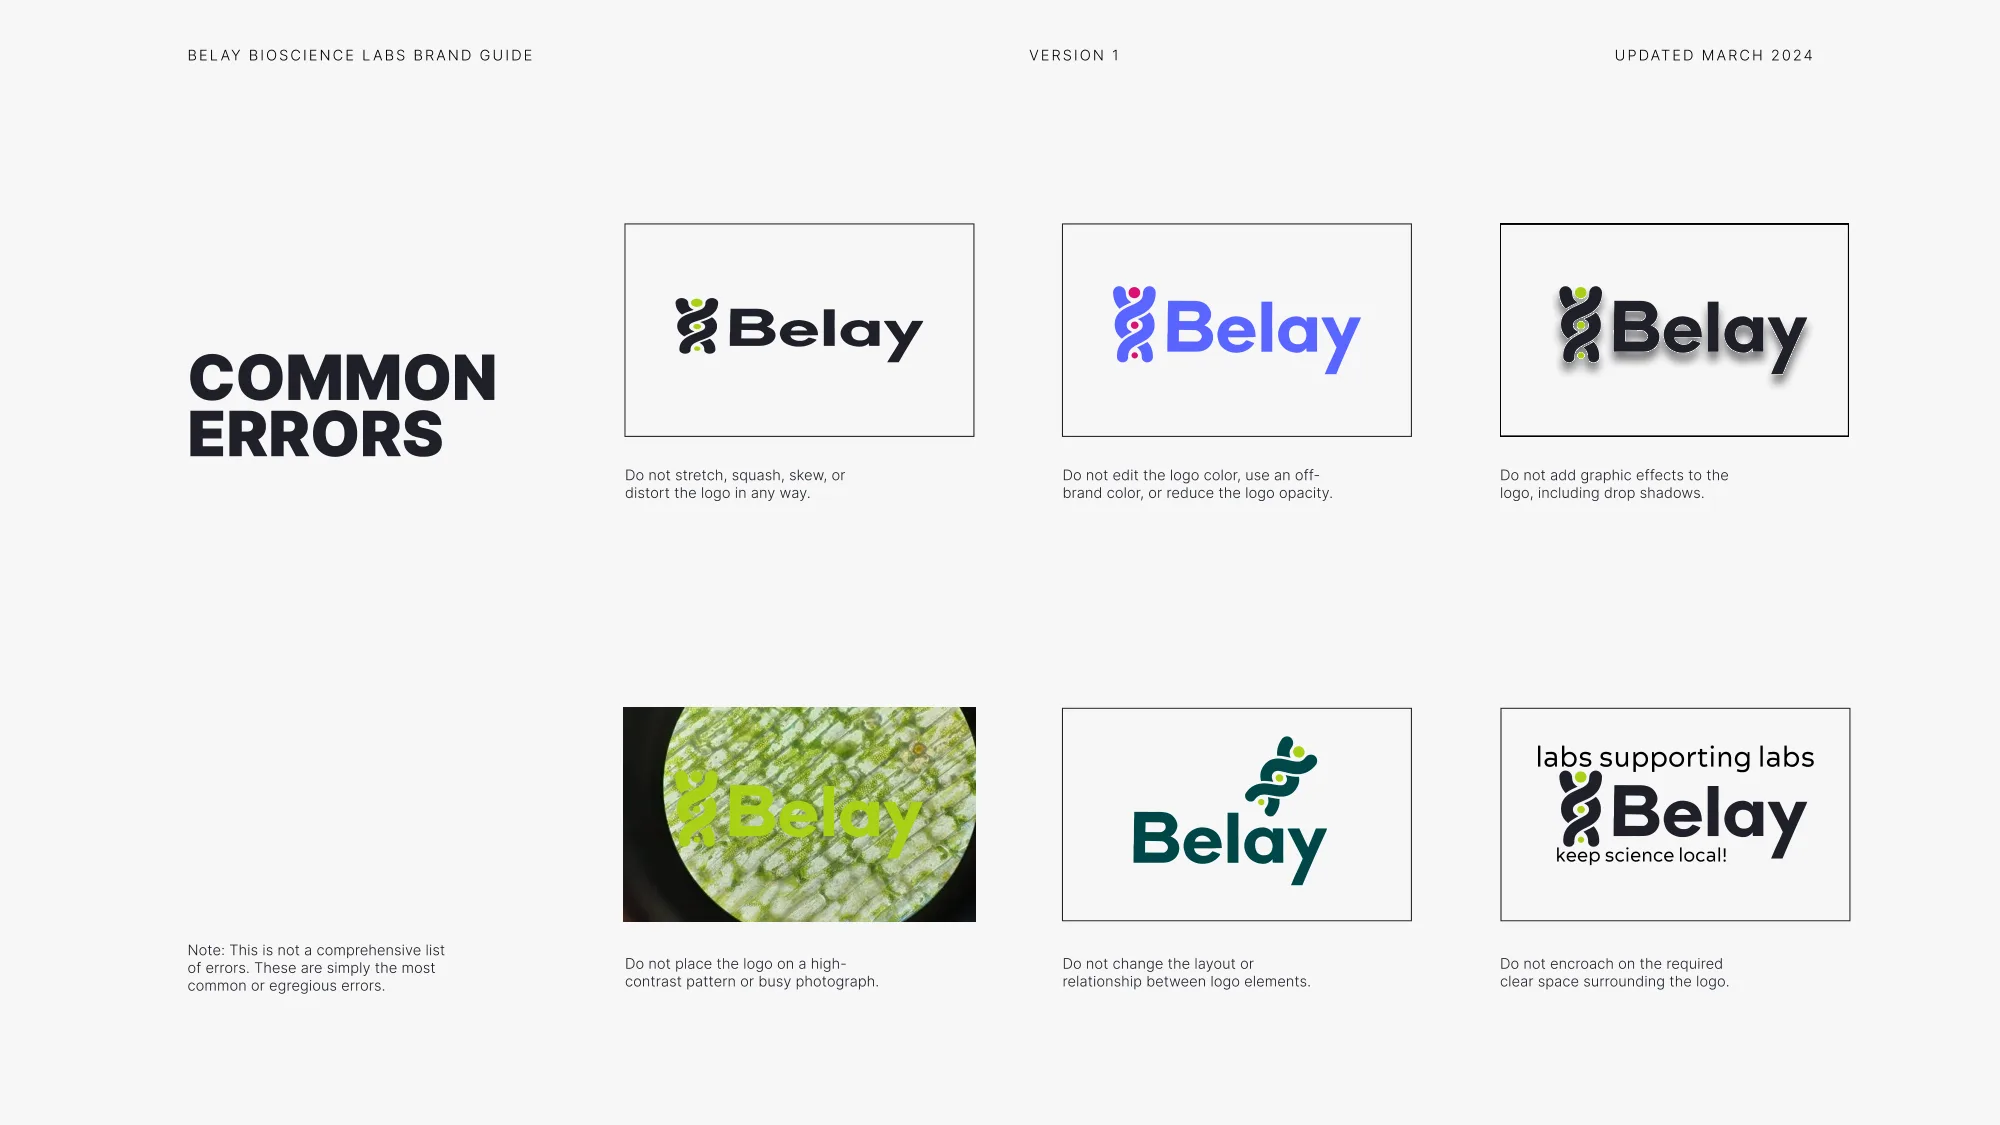 BELAY BIOSCIENCE LABS BRAND GUIDE
VERSION 1
UPDATED MARCH 2024
COMMON
ERRORS
Belay
Do not stretch, squash, skew, or
distort the logo in any way.
Belay
Do not edit the logo color, use an off-
brand color, or reduce the logo opacity.
Belay
Do not add graphic effects to the
logo, including drop shadows.
Note: This is not a comprehensive list
of errors. These are simply the most
common or egregious errors.
Belay
Do not place the logo on a high-
contrast pattern or busy photograph.
Belay
Do not change the layout or
relationship between logo elements.
labs supporting labs
Belay
keep science local!
Do not encroach on the required
clear space surrounding the logo.